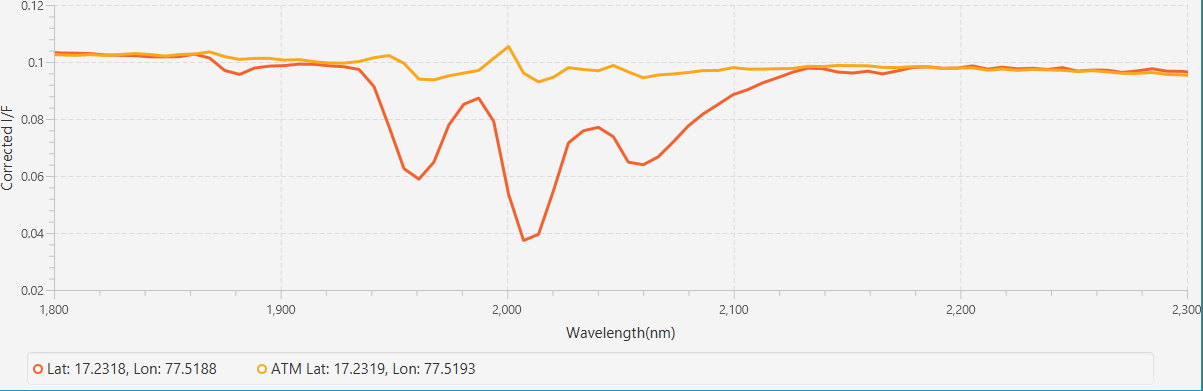 0.12
0.1
0.08
0.06
0.04
0.02
Corrected I/F
1,800 1,900 2,000 2,100 2,200 2,300
Wavelength(nm)
Lat: 17.2318, Lon: 77.5188 ATM Lat: 17.2319, Lon: 77.5193